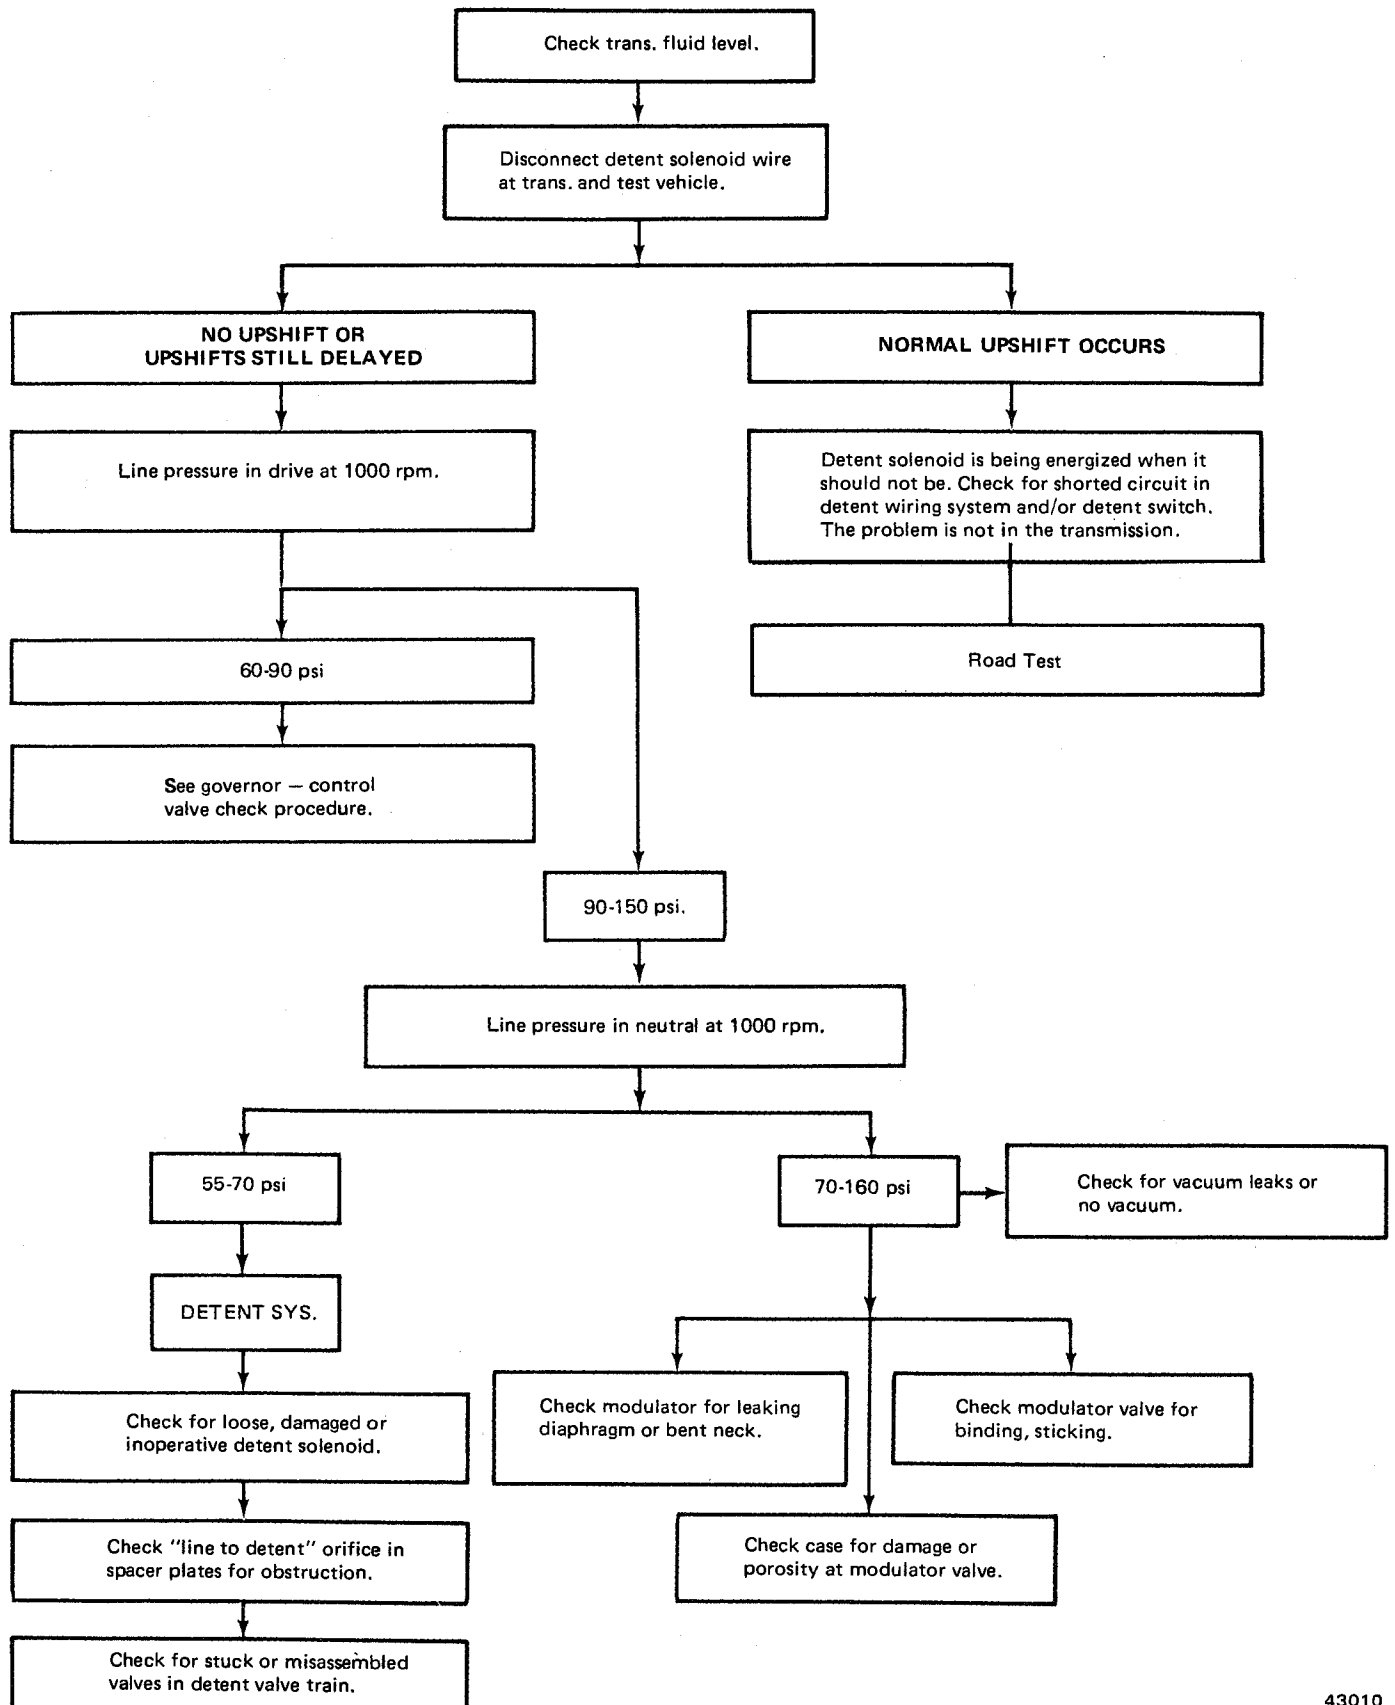 Check trans. fluid level.
Disconnect detent solenoid wire
at trans. and test vehicle.
NO UPSHIFT OR
UPSHIFTS STILL DELAYED
NORMAL UPSHIFT OCCURS
Line pressure in drive at 1000 rpm.
Detent solenoid is being energized when it
should not be. Check for shorted circuit in
detent wiring system and/or detent switch.
The problem is not in the transmission.
60-90 psi
Road Test
See governor — control
valve check procedure.
90-150 psi.
Line pressure in neutral at 1000 rpm.
55-70 psi
70-160 psi
Check for vacuum leaks or
no vacuum.
DETENT SYS.
Check for loose, damaged or
inoperative detent solenoid.
Check modulator for leaking
diaphragm or bent neck.
Check modulator valve for
binding, sticking.
Check "line to detent" orifice in
spacer plates for obstruction.
Check case for damage or
porosity at modulator valve.
Check for stuck or misassembled
valves in detent valve train.
43010